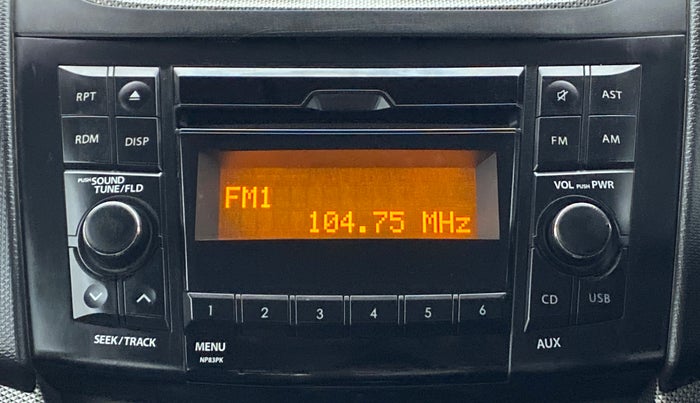 RPT
AST
RDM
DISP
FM
AM
PUSH SOUND
TUNE/FLD
VOL PUSH PWR
FM1
104.75 MHz
1 2 3 4 5 6
CD
USB
SEEK/TRACK
MENU
NP83PK
AUX